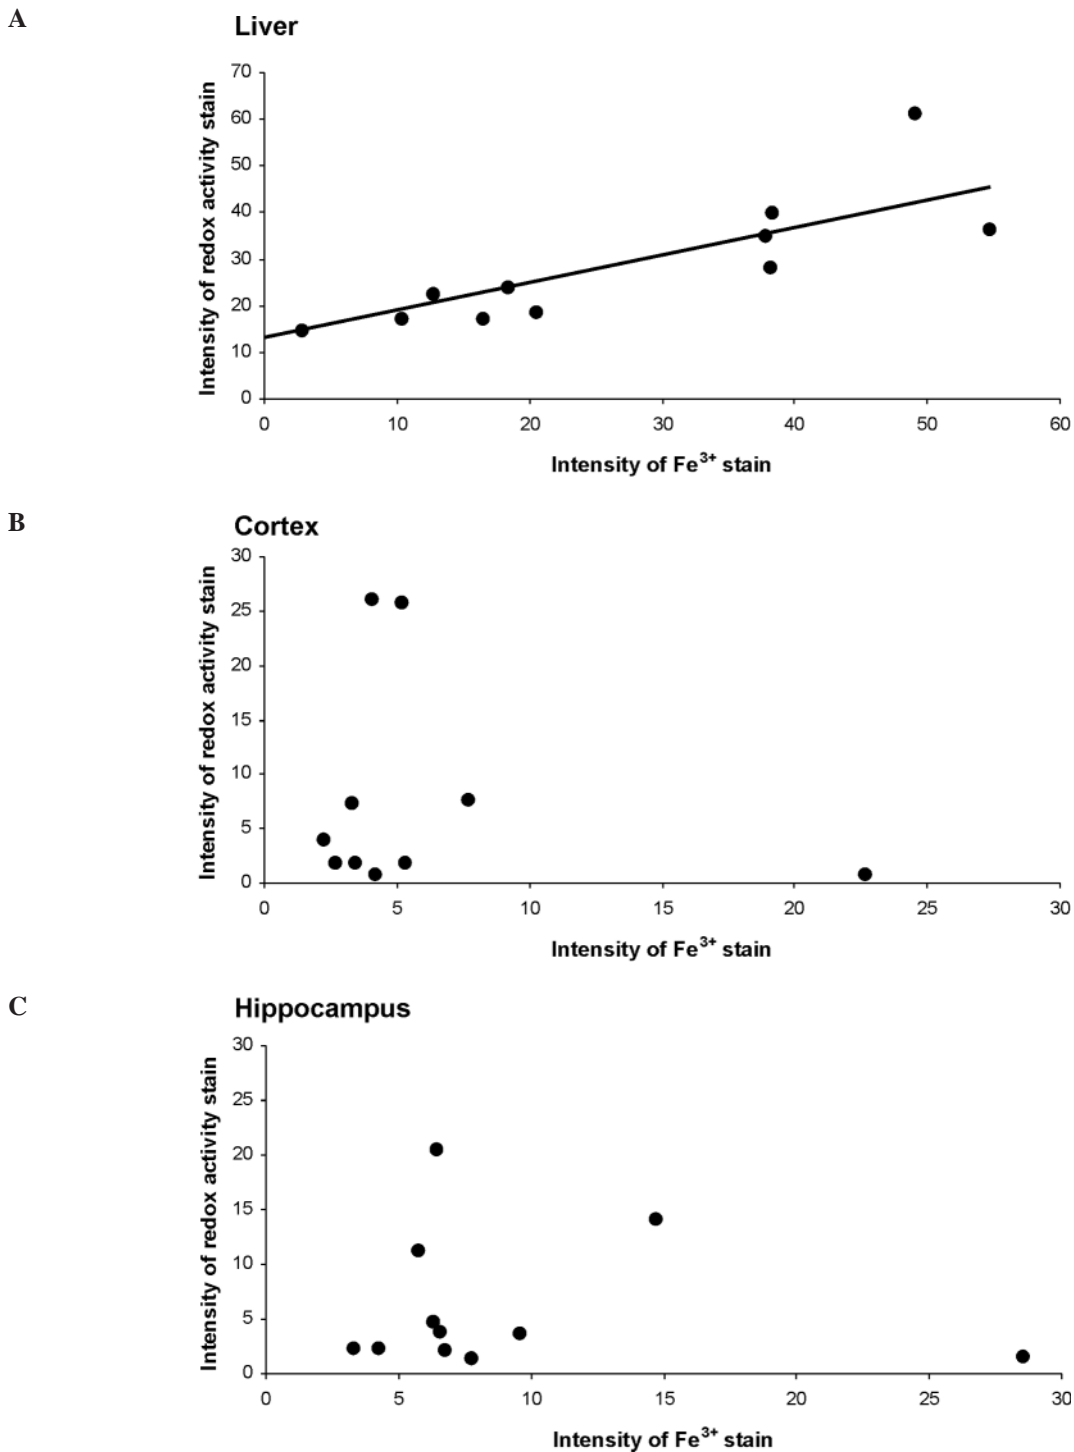 A
Liver
Intensity of redox activity stain
70
60
50
40
30
20
10
0
0 10 20 30 40 50 60
Intensity of Fe³⁺ stain
B
Cortex
Intensity of redox activity stain
30
25
20
15
10
5
0
0 5 10 15 20 25 30
Intensity of Fe³⁺ stain
C
Hippocampus
Intensity of redox activity stain
30
25
20
15
10
5
0
0 5 10 15 20 25 30
Intensity of Fe³⁺ stain